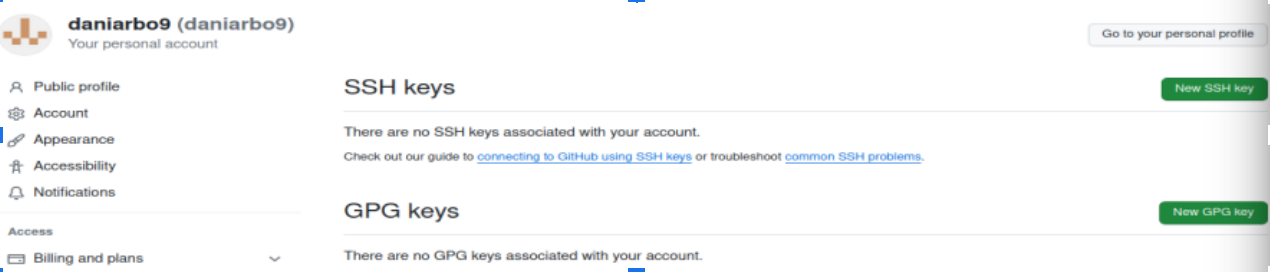 daniarbo9 (daniarbo9)
Your personal account
Go to your personal profile
Public profile
Account
Appearance
Accessibility
Notifications
Access
Billing and plans
SSH keys
New SSH key
There are no SSH keys associated with your account.
Check out our guide to connecting to GitHub using SSH keys or troubleshoot common SSH problems.
GPG keys
New GPG key
There are no GPG keys associated with your account.